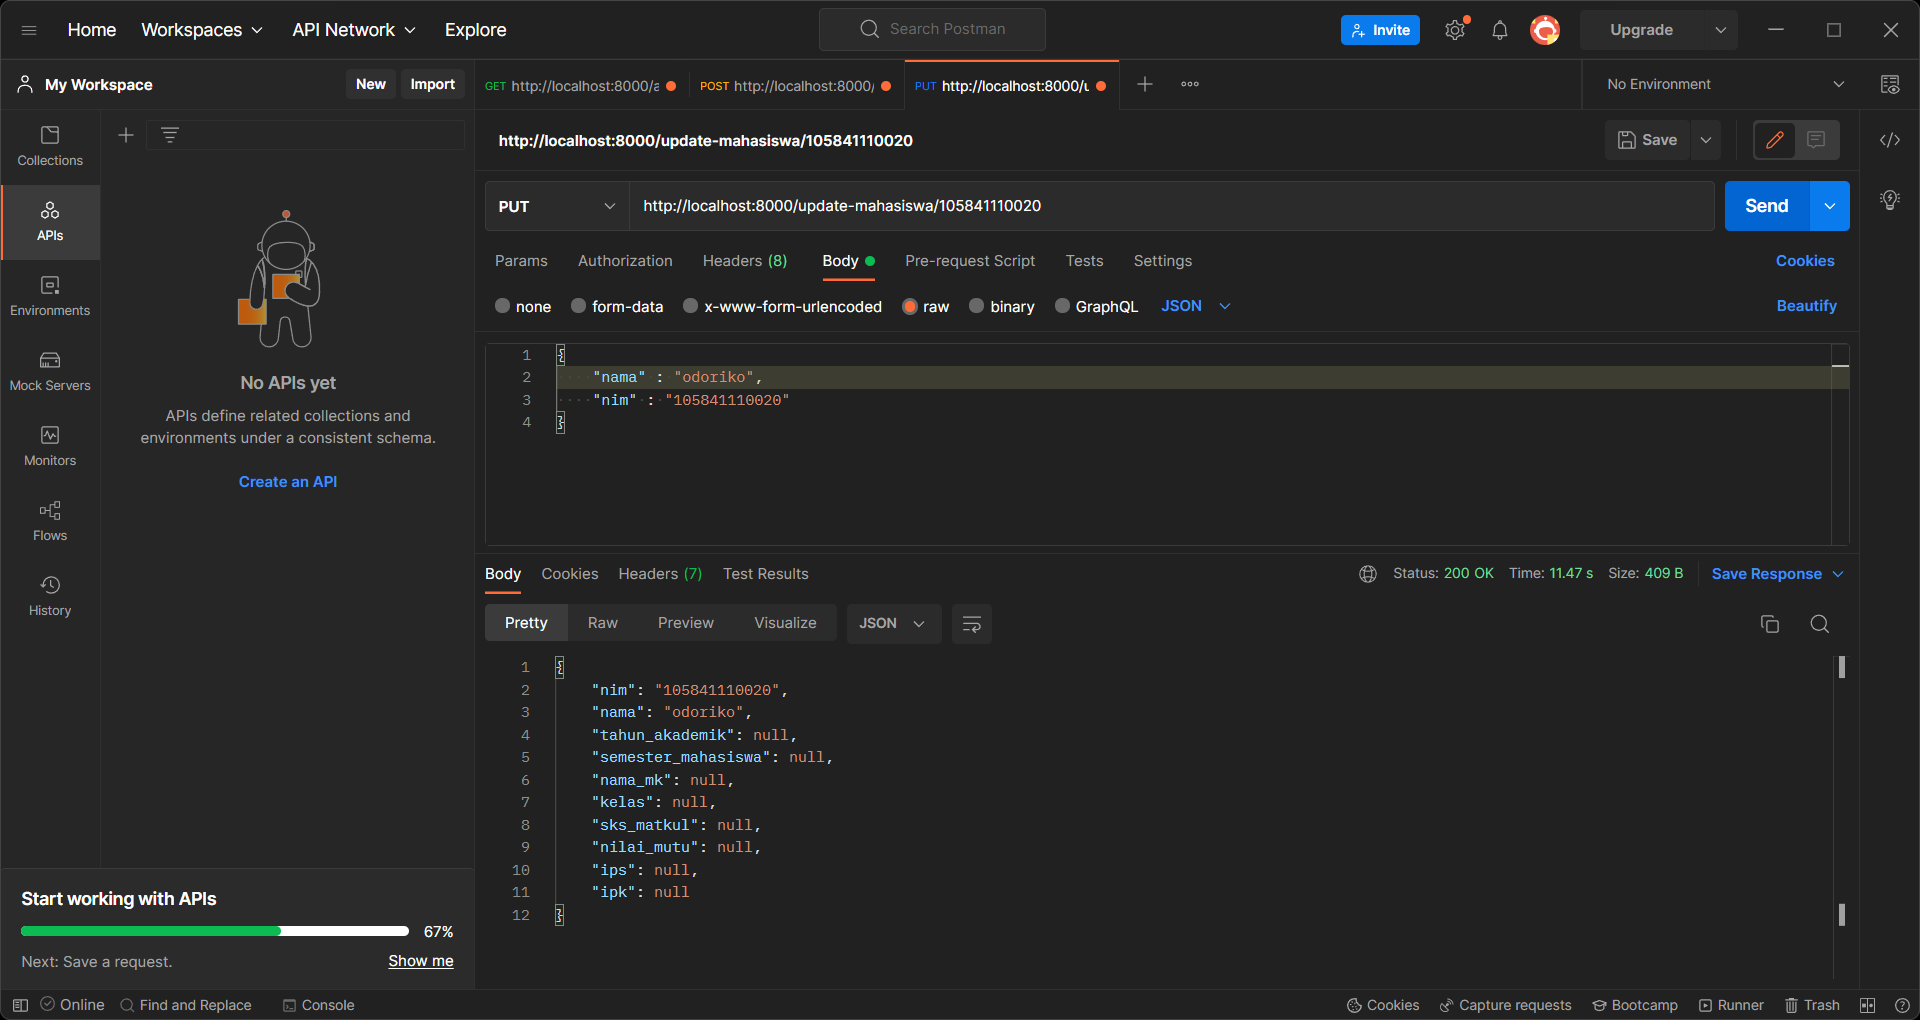 Home Workspaces API Network Explore Search Postman Invite Upgrade
My Workspace New Import GET http://localhost:8000/a POST http://localhost:8000/ PUT http://localhost:8000/u No Environment
Collections
APIs
Environments
Mock Servers
Monitors
Flows
History
No APIs yet
APIs define related collections and
environments under a consistent schema.
Create an API
Start working with APIs
67%
Next: Save a request. Show me
http://localhost:8000/update-mahasiswa/105841110020 Save
PUT http://localhost:8000/update-mahasiswa/105841110020 Send
Params Authorization Headers (8) Body Pre-request Script Tests Settings Cookies
none form-data x-www-form-urlencoded raw binary GraphQL JSON Beautify
1 {
2 "nama" : "odoriko",
3 "nim" : "105841110020"
4 }
Body Cookies Headers (7) Test Results Status: 200 OK Time: 11.47 s Size: 409 B Save Response
Pretty Raw Preview Visualize JSON
1 {
2 "nim": "105841110020",
3 "nama": "odoriko",
4 "tahun_akademik": null,
5 "semester_mahasiswa": null,
6 "nama_mk": null,
7 "kelas": null,
8 "sks_matkul": null,
9 "nilai_mutu": null,
10 "ips": null,
11 "ipk": null
12 }
Online Find and Replace Console Cookies Capture requests Bootcamp Runner Trash